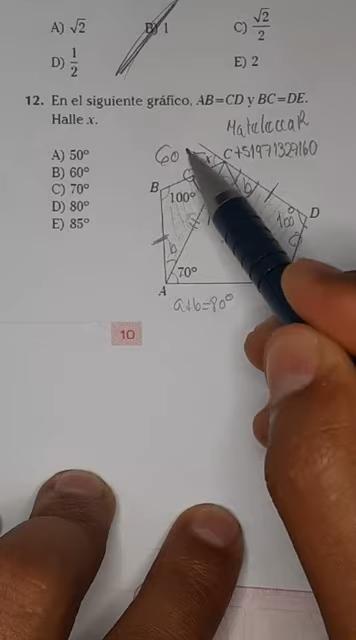 A) √2
B) 1
C) √2/2
D) 1/2
E) 2
12. En el siguiente gráfico, AB=CD y BC=DE.
Halle x.
MateluccaR
+51971329160
A) 50°
B) 60°
C) 70°
D) 80°
E) 85°
60
x
C
B
100°
b
100°
D
b
70°
A
a+b=80°
10